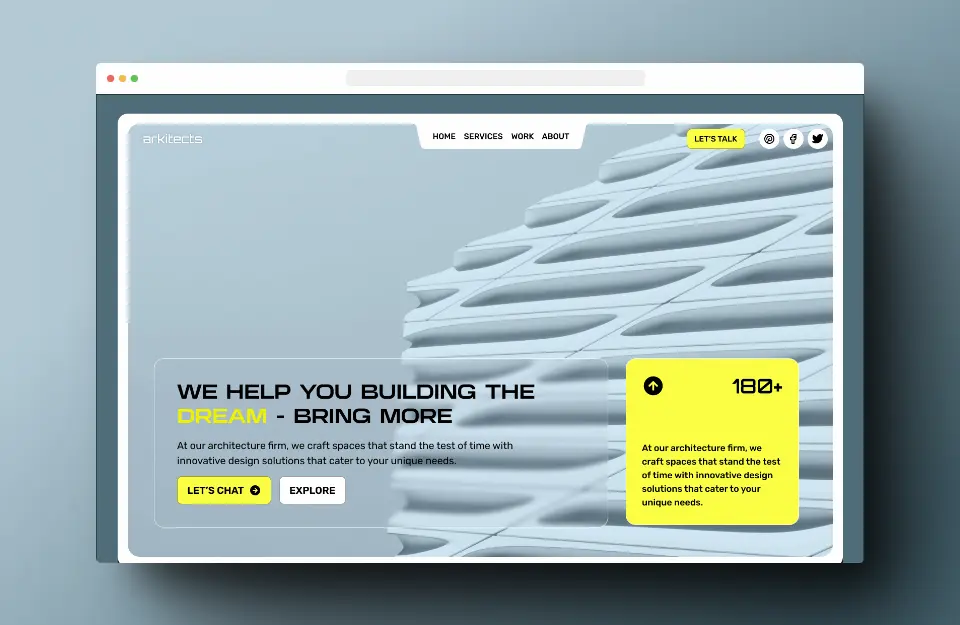 arkitects
HOME SERVICES WORK ABOUT
LET'S TALK
WE HELP YOU BUILDING THE
DREAM - BRING MORE
At our architecture firm, we craft spaces that stand the test of time with
innovative design solutions that cater to your unique needs.
LET'S CHAT
EXPLORE
180+
At our architecture firm, we
craft spaces that stand the test
of time with innovative design
solutions that cater to your
unique needs.